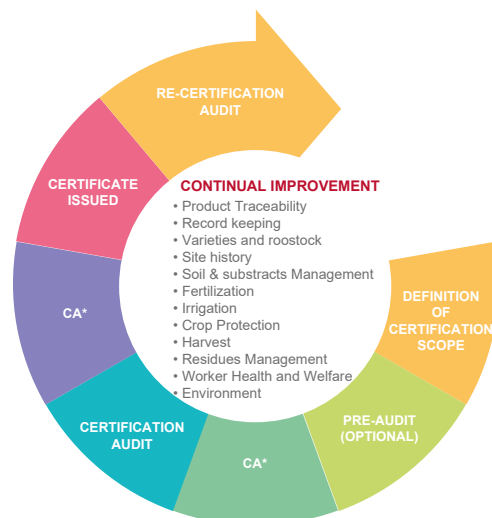 RE-CERTIFICATION
AUDIT
CERTIFICATE
ISSUED
CONTINUAL IMPROVEMENT
• Product Traceability
• Record keeping
• Varieties and roostock
• Site history
• Soil & substracts Management
• Fertilization
• Irrigation
• Crop Protection
• Harvest
• Residues Management
• Worker Health and Welfare
• Environment
CA*
DEFINITION
OF
CERTIFICATION
SCOPE
CERTIFICATION
AUDIT
PRE-AUDIT
(OPTIONAL)
CA*